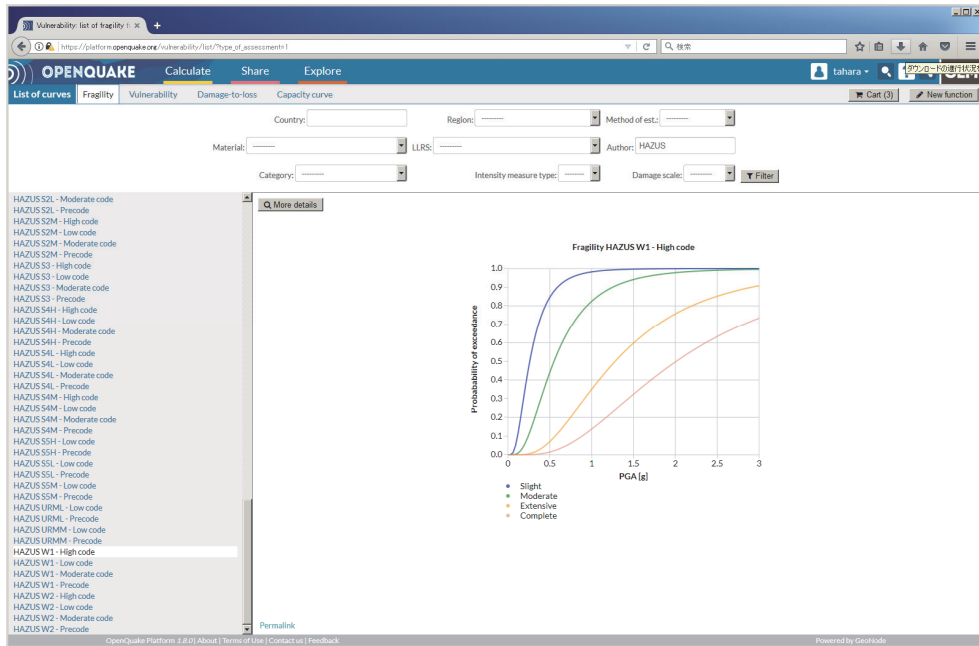 Vulnerability: list of fragility f × +
https://platform.openquake.org/vulnerability/list/?type_of_assessment=1
検索
OPENQUAKE Calculate Share Explore tahara
ダウンロードの進行状況
List of curves Fragility Vulnerability Damage-to-loss Capacity curve Cart (3) New function
Country: Region: --------- Method of est.: ---------
Material: --------- LLRS: --------- Author: HAZUS
Category: --------- Intensity measure type: --------- Damage scale: --------- Filter
More details
HAZUS S2L - Moderate code
HAZUS S2L - Precode
HAZUS S2M - High code
HAZUS S2M - Low code
HAZUS S2M - Moderate code
HAZUS S2M - Precode
HAZUS S3 - High code
HAZUS S3 - Low code
HAZUS S3 - Moderate code
HAZUS S3 - Precode
HAZUS S4H - High code
HAZUS S4H - Low code
HAZUS S4H - Moderate code
HAZUS S4H - Precode
HAZUS S4L - High code
HAZUS S4L - Low code
HAZUS S4L - Moderate code
HAZUS S4L - Precode
HAZUS S4M - High code
HAZUS S4M - Low code
HAZUS S4M - Moderate code
HAZUS S4M - Precode
HAZUS S5H - Low code
HAZUS S5H - Precode
HAZUS S5L - Low code
HAZUS S5L - Precode
HAZUS S5M - Low code
HAZUS S5M - Precode
HAZUS URML - Low code
HAZUS URML - Precode
HAZUS URMM - Low code
HAZUS URMM - Precode
HAZUS W1 - High code
HAZUS W1 - Low code
HAZUS W1 - Moderate code
HAZUS W1 - Precode
HAZUS W2 - High code
HAZUS W2 - Low code
HAZUS W2 - Moderate code
HAZUS W2 - Precode
Fragility HAZUS W1 - High code
Probabability of exceedance
1.0
0.9
0.8
0.7
0.6
0.5
0.4
0.3
0.2
0.1
0.0
0 0.5 1 1.5 2 2.5 3
PGA [g]
Slight
Moderate
Extensive
Complete
Permalink
OpenQuake Platform 1.8.0 | About | Terms of Use | Contact us | Feedback Powered by GeoNode